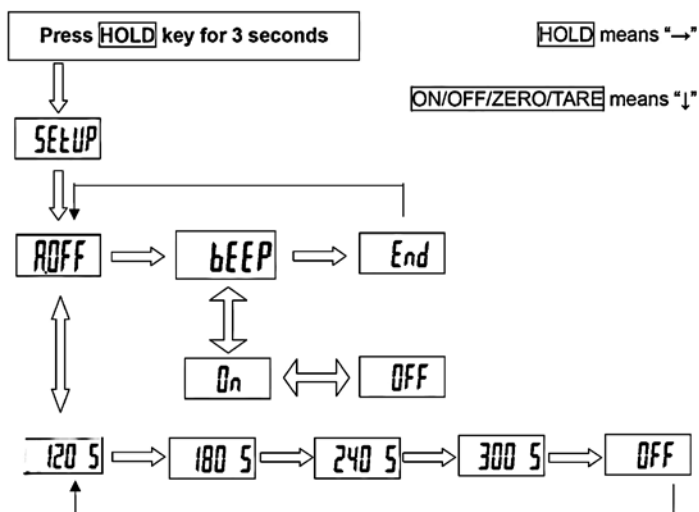 Press HOLD key for 3 seconds
HOLD means "→"
ON/OFF/ZERO/TARE means "↓"
SEtUP
A.OFF
bEEP
End
On
OFF
120 S
180 S
240 S
300 S
OFF